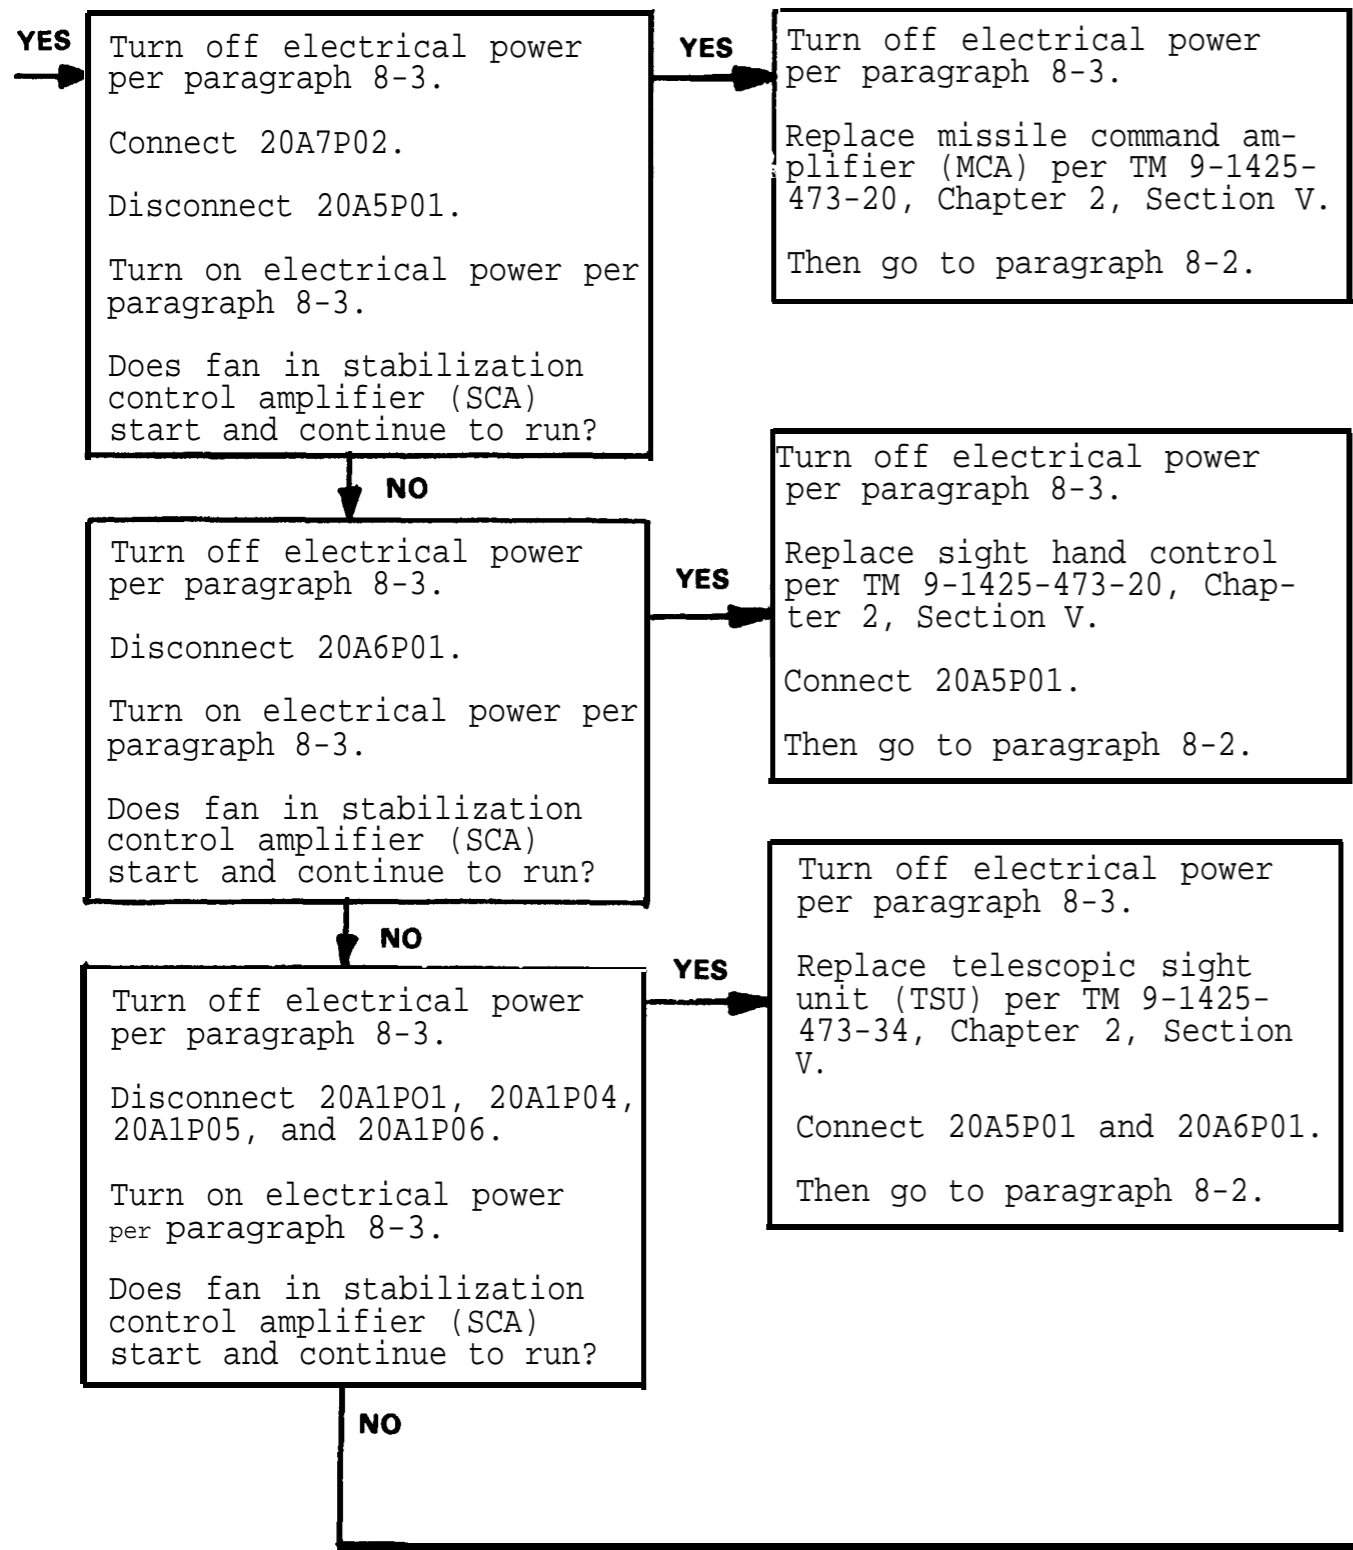 YES
Turn off electrical power
per paragraph 8-3.
Connect 20A7P02.
Disconnect 20A5P01.
Turn on electrical power per
paragraph 8-3.
Does fan in stabilization
control amplifier (SCA)
start and continue to run?
YES
Turn off electrical power
per paragraph 8-3.
Replace missile command am-
plifier (MCA) per TM 9-1425-
473-20, Chapter 2, Section V.
Then go to paragraph 8-2.
NO
Turn off electrical power
per paragraph 8-3.
Disconnect 20A6P01.
Turn on electrical power per
paragraph 8-3.
Does fan in stabilization
control amplifier (SCA)
start and continue to run?
YES
Turn off electrical power
per paragraph 8-3.
Replace sight hand control
per TM 9-1425-473-20, Chap-
ter 2, Section V.
Connect 20A5P01.
Then go to paragraph 8-2.
NO
Turn off electrical power
per paragraph 8-3.
Disconnect 20A1PO1, 20A1P04,
20A1P05, and 20A1P06.
Turn on electrical power
per paragraph 8-3.
Does fan in stabilization
control amplifier (SCA)
start and continue to run?
YES
Turn off electrical power
per paragraph 8-3.
Replace telescopic sight
unit (TSU) per TM 9-1425-
473-34, Chapter 2, Section
V.
Connect 20A5P01 and 20A6P01.
Then go to paragraph 8-2.
NO